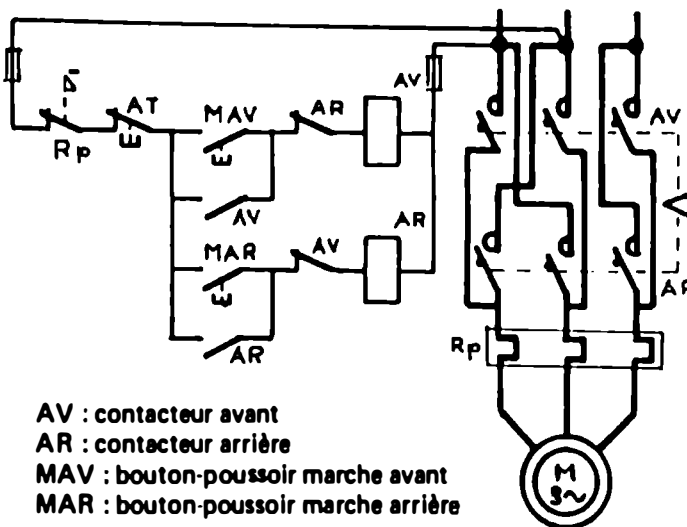 AT
MAV
AR
AV
AV
Rp
AV
AR
MAR
AV
AR
Rp
AR
M
3~
AV : contacteur avant
AR : contacteur arrière
MAV : bouton-poussoir marche avant
MAR : bouton-poussoir marche arrière